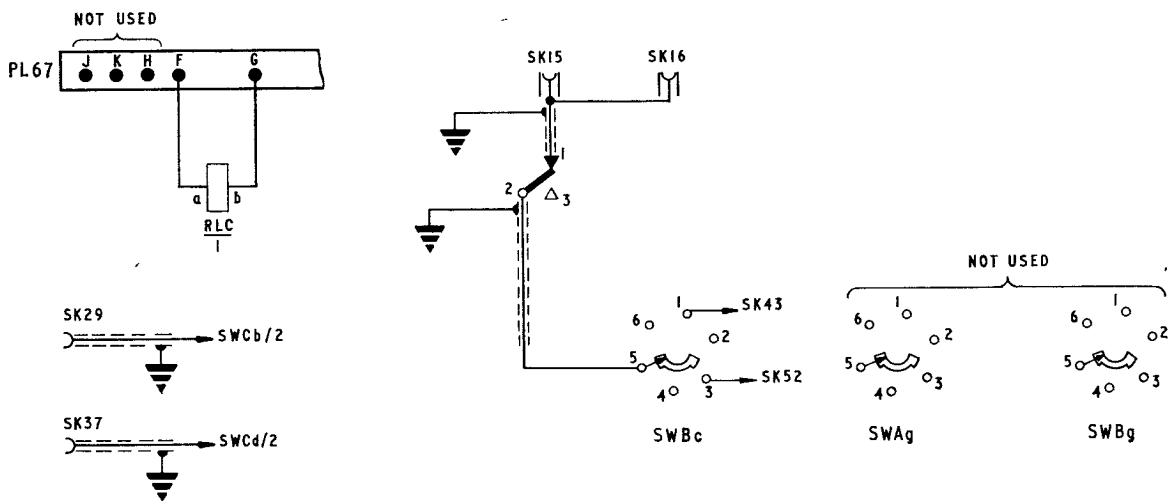 NOT USED
PL67
J K H F G
a b
RLC
1
SK29
SWCb/2
SK37
SWCd/2
SK15 SK16
1
2
3
1 SK43
6
2
5
4 3 SK52
SWBc
NOT USED
1
6
2
5
4 3
SWAg
1
6
2
5
4 3
SWBg